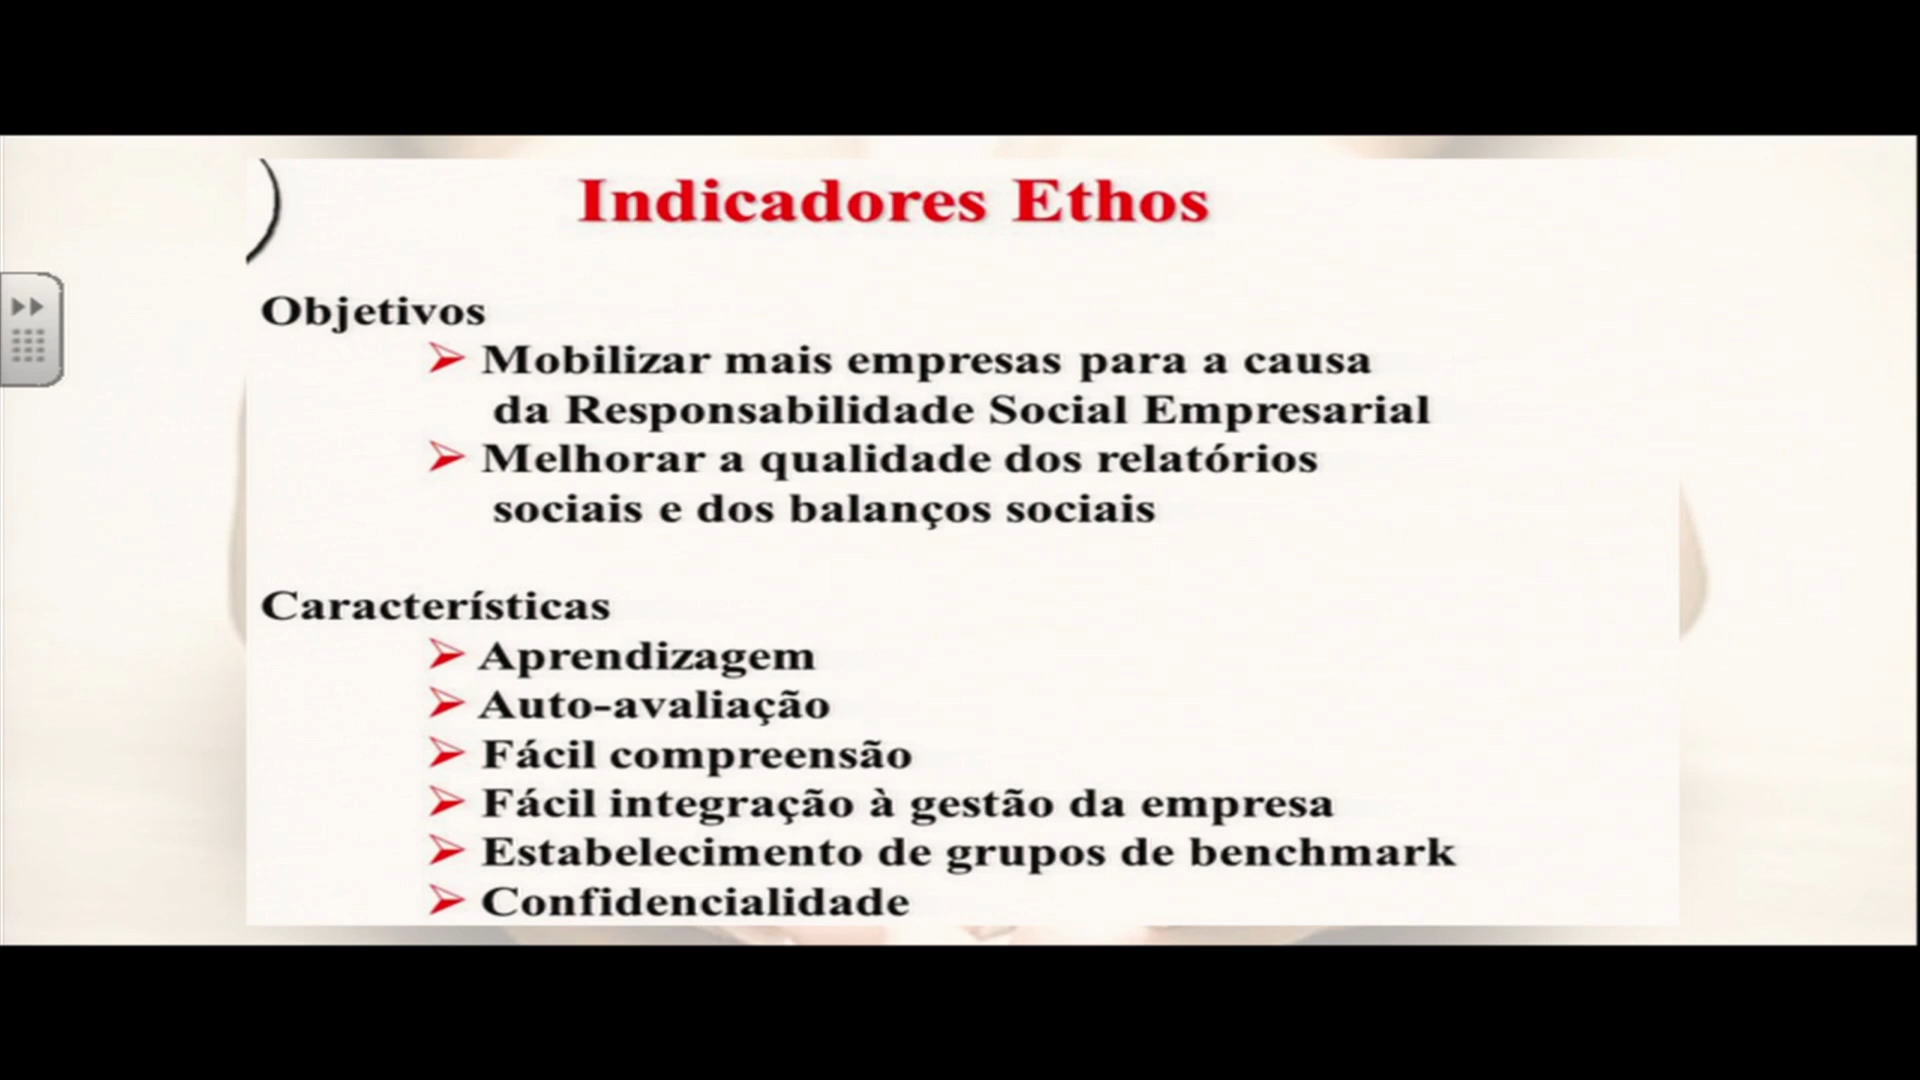 Indicadores Ethos
Objetivos
Mobilizar mais empresas para a causa
da Responsabilidade Social Empresarial
Melhorar a qualidade dos relatórios
sociais e dos balanços sociais
Características
Aprendizagem
Auto-avaliação
Fácil compreensão
Fácil integração à gestão da empresa
Estabelecimento de grupos de benchmark
Confidencialidade